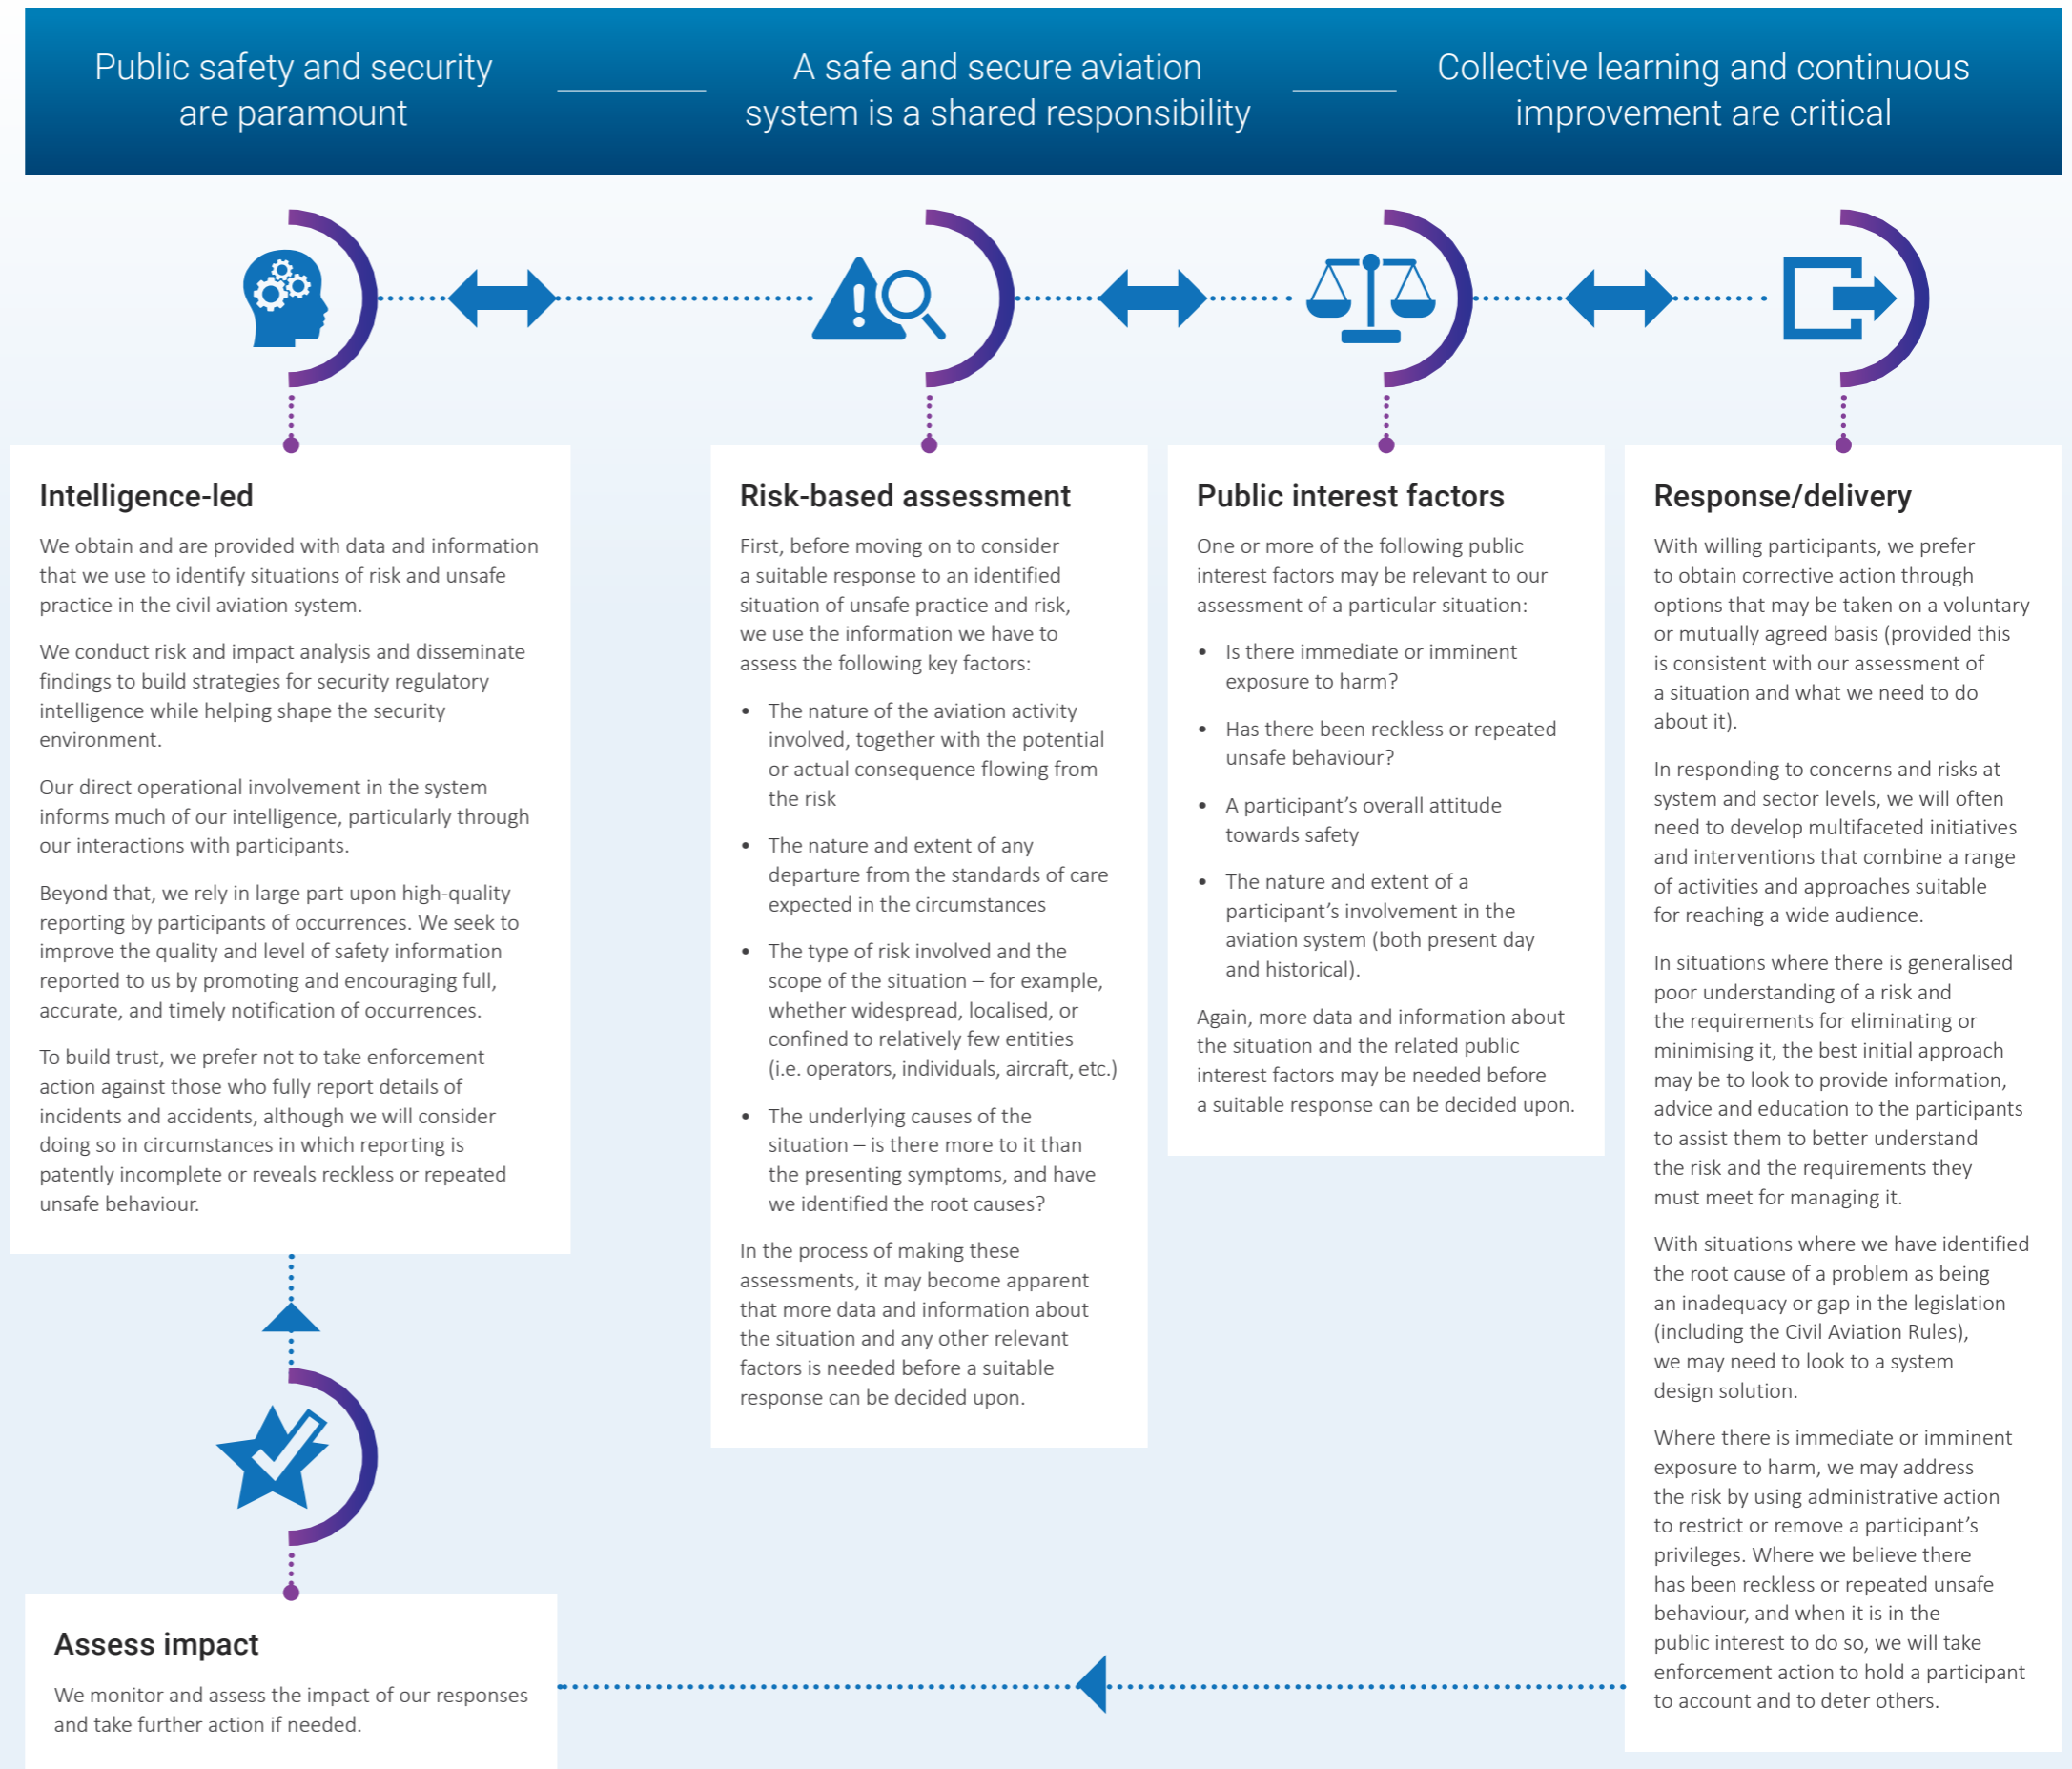 Public safety and security
are paramount
A safe and secure aviation
system is a shared responsibility
Collective learning and continuous
improvement are critical
Intelligence-led
We obtain and are provided with data and information
that we use to identify situations of risk and unsafe
practice in the civil aviation system.
We conduct risk and impact analysis and disseminate
findings to build strategies for security regulatory
intelligence while helping shape the security
environment.
Our direct operational involvement in the system
informs much of our intelligence, particularly through
our interactions with participants.
Beyond that, we rely in large part upon high-quality
reporting by participants of occurrences. We seek to
improve the quality and level of safety information
reported to us by promoting and encouraging full,
accurate, and timely notification of occurrences.
To build trust, we prefer not to take enforcement
action against those who fully report details of
incidents and accidents, although we will consider
doing so in circumstances in which reporting is
patently incomplete or reveals reckless or repeated
unsafe behaviour.
Risk-based assessment
First, before moving on to consider
a suitable response to an identified
situation of unsafe practice and risk,
we use the information we have to
assess the following key factors:
• The nature of the aviation activity
involved, together with the potential
or actual consequence flowing from
the risk
• The nature and extent of any
departure from the standards of care
expected in the circumstances
• The type of risk involved and the
scope of the situation – for example,
whether widespread, localised, or
confined to relatively few entities
(i.e. operators, individuals, aircraft, etc.)
• The underlying causes of the
situation – is there more to it than
the presenting symptoms, and have
we identified the root causes?
In the process of making these
assessments, it may become apparent
that more data and information about
the situation and any other relevant
factors is needed before a suitable
response can be decided upon.
Public interest factors
One or more of the following public
interest factors may be relevant to our
assessment of a particular situation:
• Is there immediate or imminent
exposure to harm?
• Has there been reckless or repeated
unsafe behaviour?
• A participant’s overall attitude
towards safety
• The nature and extent of a
participant’s involvement in the
aviation system (both present day
and historical).
Again, more data and information about
the situation and the related public
interest factors may be needed before
a suitable response can be decided upon.
Response/delivery
With willing participants, we prefer
to obtain corrective action through
options that may be taken on a voluntary
or mutually agreed basis (provided this
is consistent with our assessment of
a situation and what we need to do
about it).
In responding to concerns and risks at
system and sector levels, we will often
need to develop multifaceted initiatives
and interventions that combine a range
of activities and approaches suitable
for reaching a wide audience.
In situations where there is generalised
poor understanding of a risk and
the requirements for eliminating or
minimising it, the best initial approach
may be to look to provide information,
advice and education to the participants
to assist them to better understand
the risk and the requirements they
must meet for managing it.
With situations where we have identified
the root cause of a problem as being
an inadequacy or gap in the legislation
(including the Civil Aviation Rules),
we may need to look to a system
design solution.
Where there is immediate or imminent
exposure to harm, we may address
the risk by using administrative action
to restrict or remove a participant’s
privileges. Where we believe there
has been reckless or repeated unsafe
behaviour, and when it is in the
public interest to do so, we will take
enforcement action to hold a participant
to account and to deter others.
Assess impact
We monitor and assess the impact of our responses
and take further action if needed.